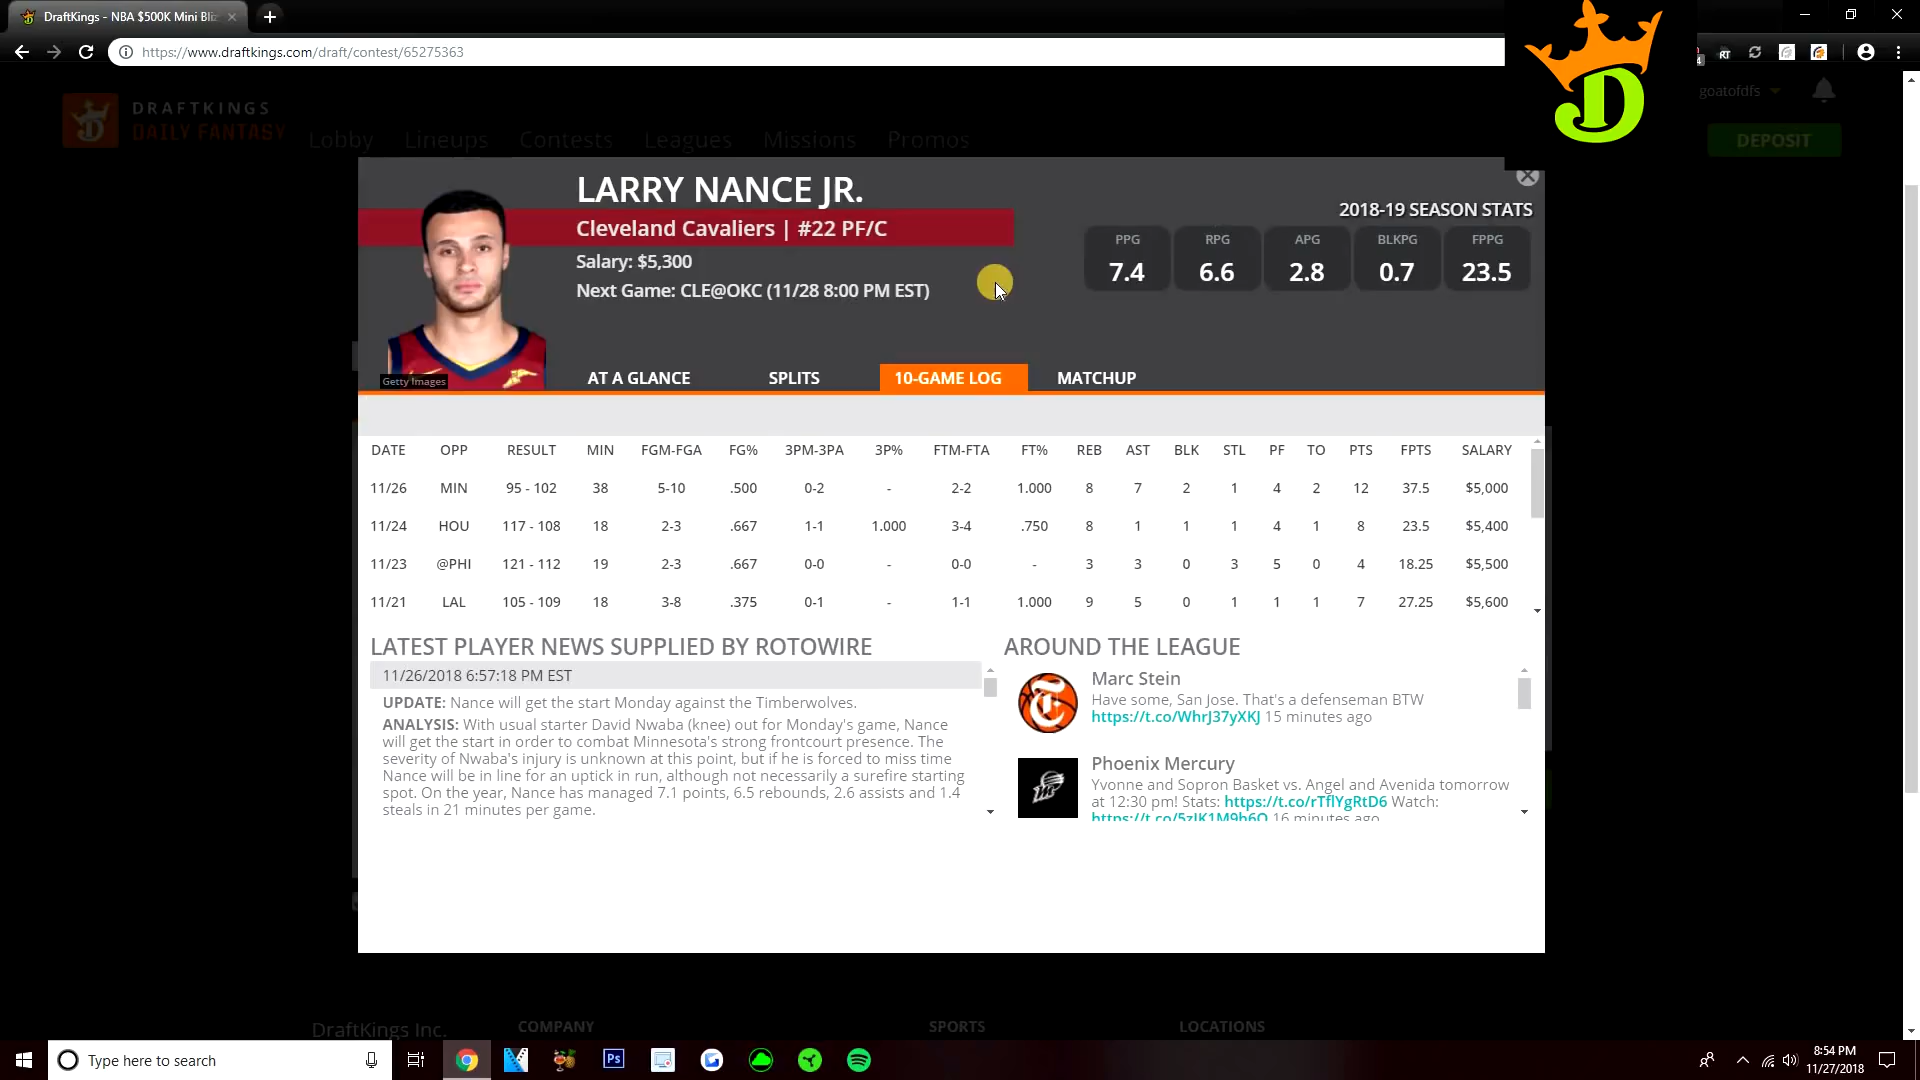 DraftKings - NBA $500K Mini Bliz
https://www.draftkings.com/draft/contest/65275363
RT
DRAFTKINGS
DAILY FANTASY
Lobby Lineups Contests Leagues Missions Promos
goatofdfs
DEPOSIT
LARRY NANCE JR.
Cleveland Cavaliers | #22 PF/C
Salary: $5,300
Next Game: CLE@OKC (11/28 8:00 PM EST)
2018-19 SEASON STATS
PPG RPG APG BLKPG FPPG
7.4 6.6 2.8 0.7 23.5
Getty Images
AT A GLANCE SPLITS 10-GAME LOG MATCHUP
DATE OPP RESULT MIN FGM-FGA FG% 3PM-3PA 3P% FTM-FTA FT% REB AST BLK STL PF TO PTS FPTS SALARY
11/26 MIN 95 - 102 38 5-10 .500 0-2 - 2-2 1.000 8 7 2 1 4 2 12 37.5 $5,000
11/24 HOU 117 - 108 18 2-3 .667 1-1 1.000 3-4 .750 8 1 1 1 4 1 8 23.5 $5,400
11/23 @PHI 121 - 112 19 2-3 .667 0-0 - 0-0 - 3 3 0 3 5 0 4 18.25 $5,500
11/21 LAL 105 - 109 18 3-8 .375 0-1 - 1-1 1.000 9 5 0 1 1 1 7 27.25 $5,600
LATEST PLAYER NEWS SUPPLIED BY ROTOWIRE
11/26/2018 6:57:18 PM EST
UPDATE: Nance will get the start Monday against the Timberwolves.
ANALYSIS: With usual starter David Nwaba (knee) out for Monday's game, Nance
will get the start in order to combat Minnesota's strong frontcourt presence. The
severity of Nwaba's injury is unknown at this point, but if he is forced to miss time
Nance will be in line for an uptick in run, although not necessarily a surefire starting
spot. On the year, Nance has managed 7.1 points, 6.5 rebounds, 2.6 assists and 1.4
steals in 21 minutes per game.
AROUND THE LEAGUE
Marc Stein
Have some, San Jose. That's a defenseman BTW
https://t.co/WhrJ37yXKJ 15 minutes ago
Phoenix Mercury
Yvonne and Sopron Basket vs. Angel and Avenida tomorrow
at 12:30 pm! Stats: https://t.co/rTflYgRtD6 Watch:
https://t.co/5zJK1M9h6O 16 minutes ago
DraftKings Inc. COMPANY SPORTS LOCATIONS
Type here to search
Ps
8:54 PM
11/27/2018